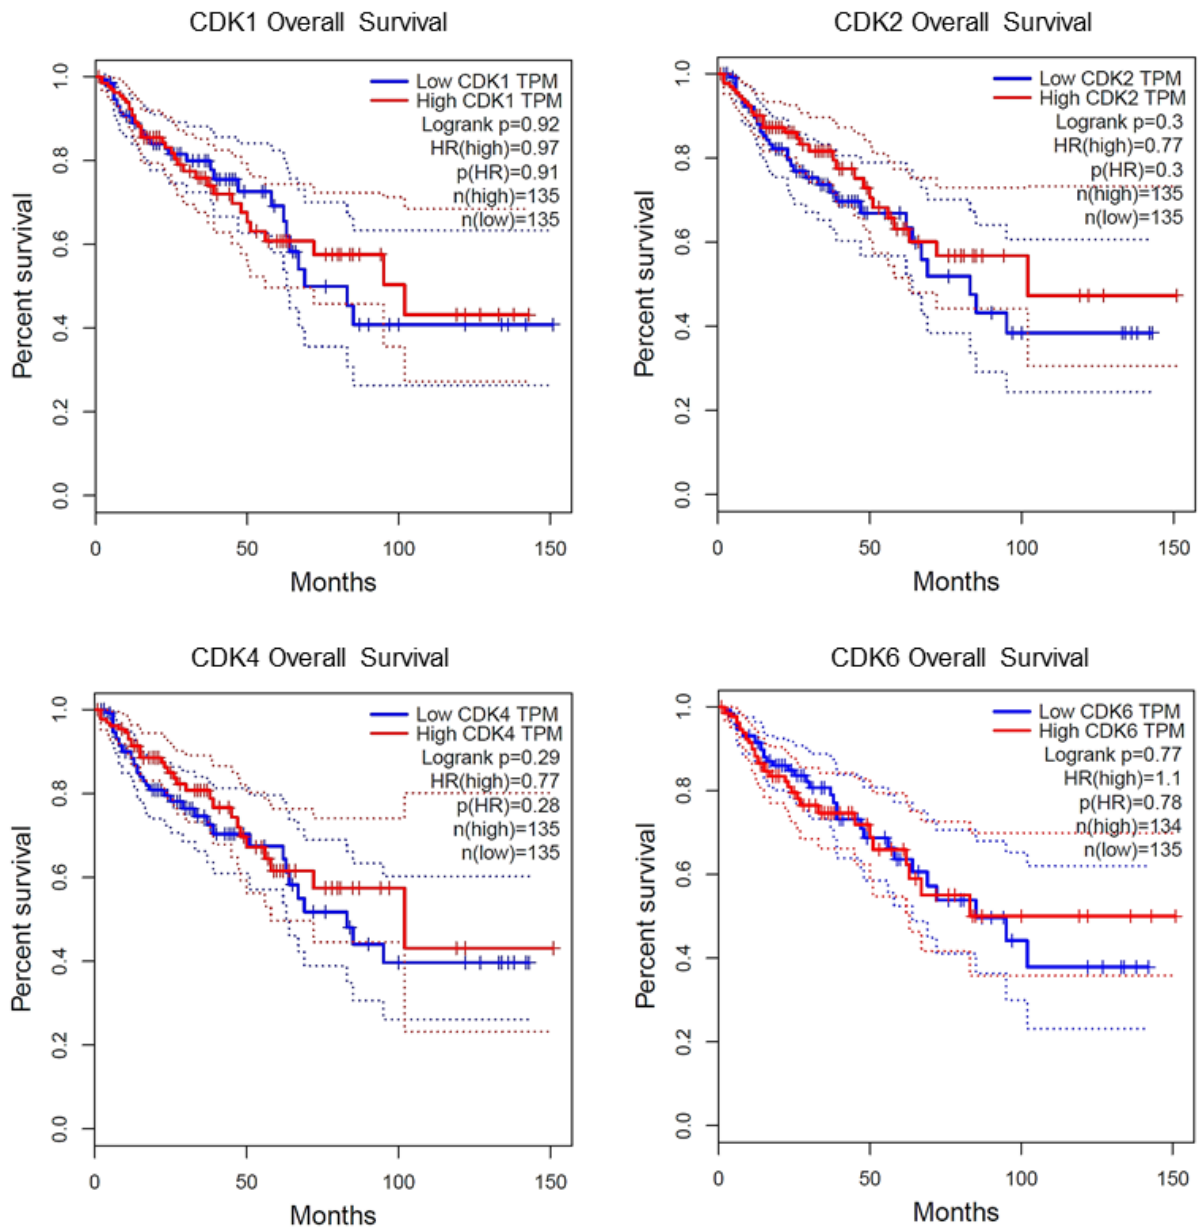 CDK1 Overall Survival
Low CDK1 TPM
High CDK1 TPM
Logrank p=0.92
HR(high)=0.97
p(HR)=0.91
n(high)=135
n(low)=135
Percent survival
1.0
0.8
0.6
0.4
0.2
0.0
0 50 100 150
Months
CDK2 Overall Survival
Low CDK2 TPM
High CDK2 TPM
Logrank p=0.3
HR(high)=0.77
p(HR)=0.3
n(high)=135
n(low)=135
Percent survival
1.0
0.8
0.6
0.4
0.2
0.0
0 50 100 150
Months
CDK4 Overall Survival
Low CDK4 TPM
High CDK4 TPM
Logrank p=0.29
HR(high)=0.77
p(HR)=0.28
n(high)=135
n(low)=135
Percent survival
1.0
0.8
0.6
0.4
0.2
0.0
0 50 100 150
Months
CDK6 Overall Survival
Low CDK6 TPM
High CDK6 TPM
Logrank p=0.77
HR(high)=1.1
p(HR)=0.78
n(high)=134
n(low)=135
Percent survival
1.0
0.8
0.6
0.4
0.2
0.0
0 50 100 150
Months